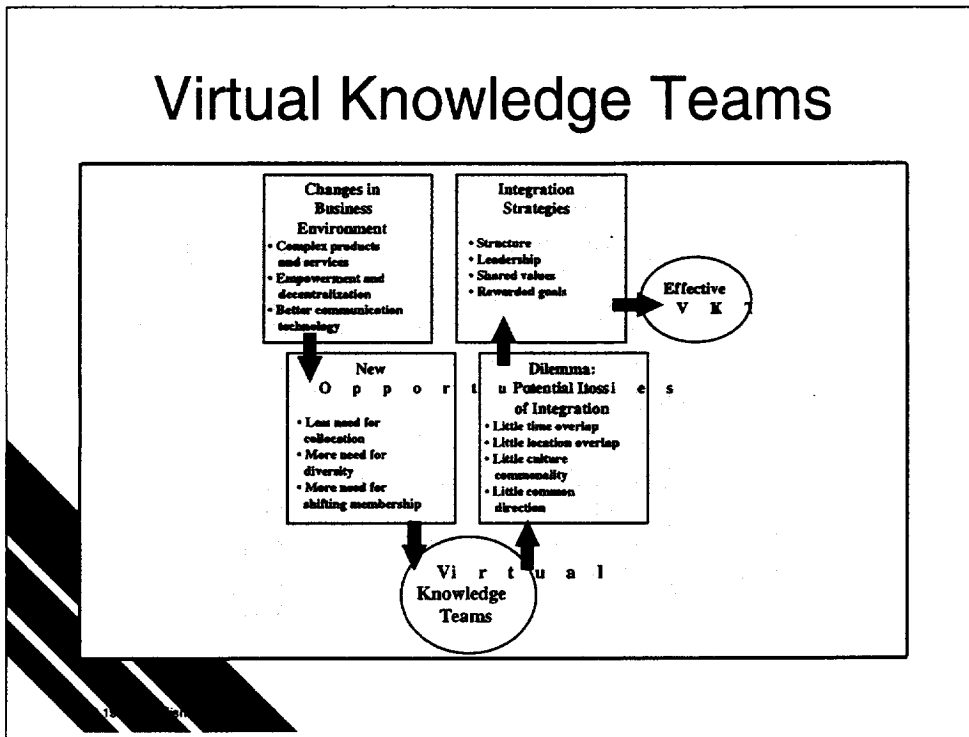 Virtual Knowledge Teams
Changes in
Business
Environment
• Complex products
and services
• Empowerment and
decentralization
• Better communication
technology
Integration
Strategies
• Structure
• Leadership
• Shared values
• Rewarded goals
Effective
V K T
New
O p p o r t u i e s
• Less need for
collocation
• More need for
diversity
• More need for
shifting membership
Dilemma:
Potential
of Integration
• Little time overlap
• Little location overlap
• Little culture
commonality
• Little common
direction
Vi r t u a l
Knowledge
Teams